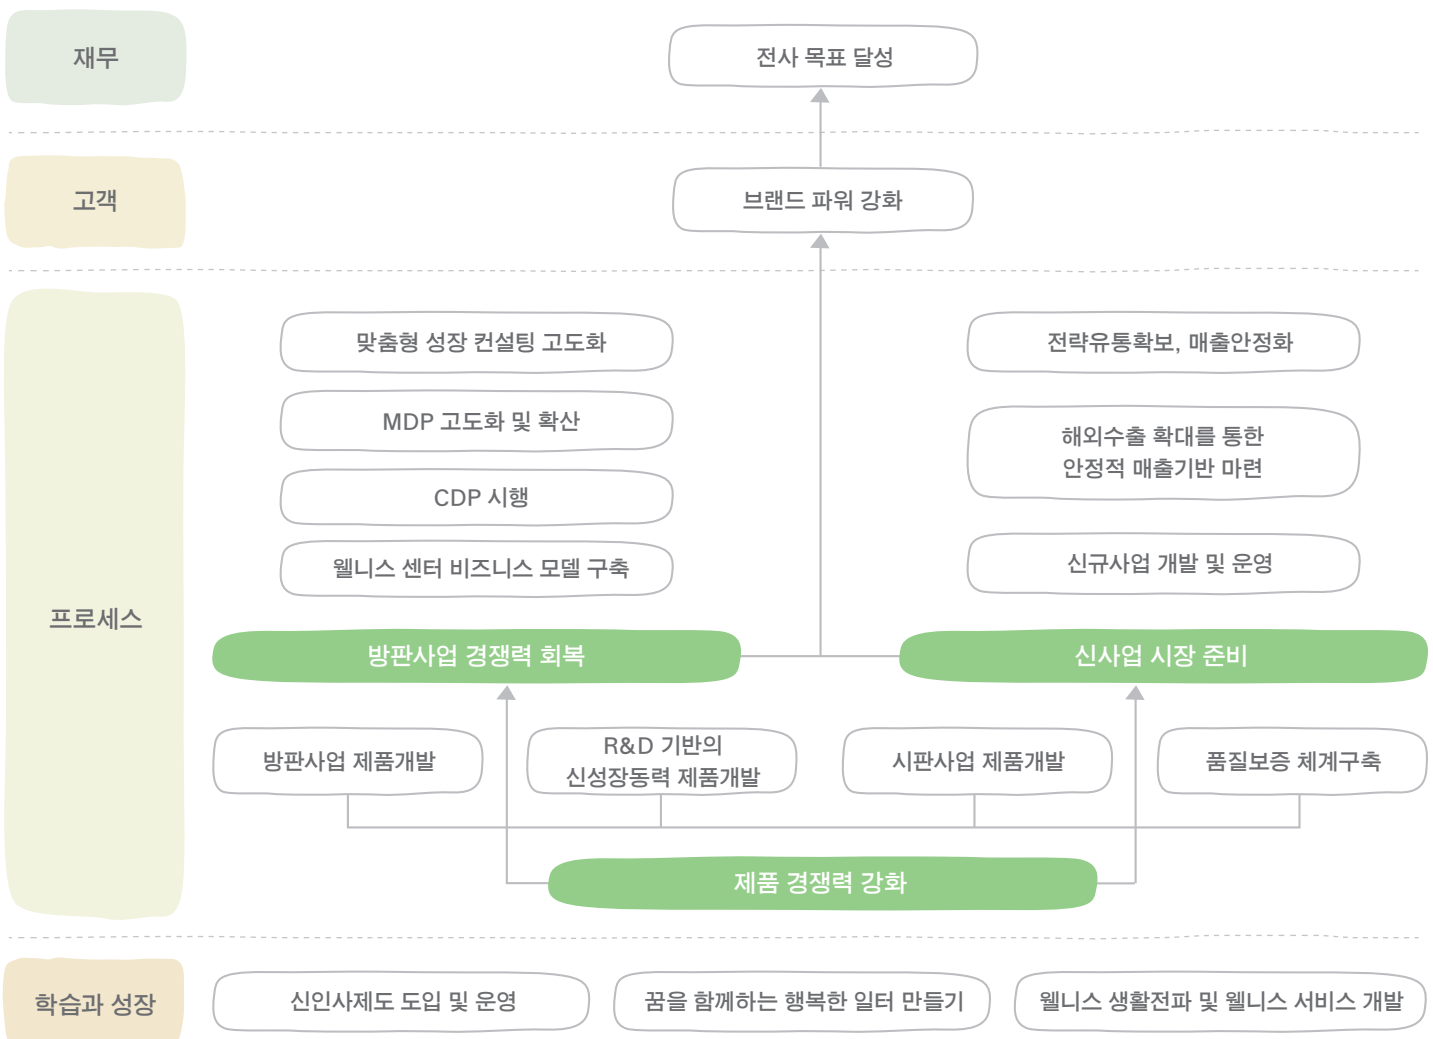 재무
전사 목표 달성
고객
브랜드 파워 강화
프로세스
맞춤형 성장 컨설팅 고도화
MDP 고도화 및 확산
CDP 시행
웰니스 센터 비즈니스 모델 구축
전략유통확보, 매출안정화
해외수출 확대를 통한
안정적 매출기반 마련
신규사업 개발 및 운영
방판사업 경쟁력 회복
신사업 시장 준비
방판사업 제품개발
R&D 기반의
신성장동력 제품개발
시판사업 제품개발
품질보증 체계구축
제품 경쟁력 강화
학습과 성장
신인사제도 도입 및 운영
꿈을 함께하는 행복한 일터 만들기
웰니스 생활전파 및 웰니스 서비스 개발